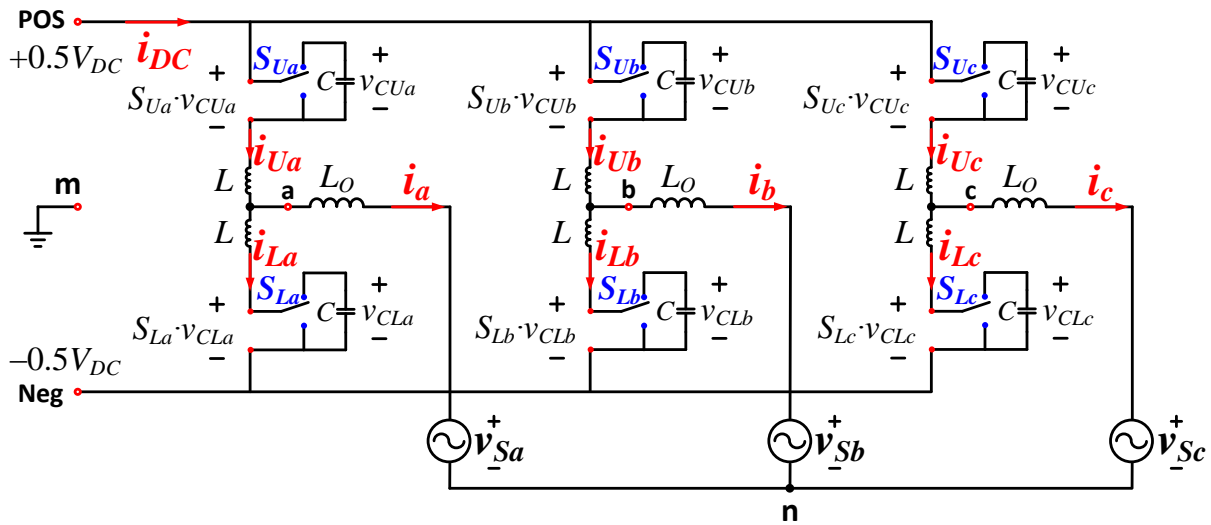 POS
+0.5V_DC
i_DC
S_Ua
+
C
+
v_CUa
−
S_Ua·v_CUa
−
S_Ub
+
C
+
v_CUb
−
S_Ub·v_CUb
−
S_Uc
+
C
+
v_CUc
−
S_Uc·v_CUc
−
i_Ua
i_Ub
i_Uc
m
L
a
L_O
i_a
L
b
L_O
i_b
L
c
L_O
i_c
L
i_La
L
i_Lb
L
i_Lc
S_La
+
C
+
v_CLa
−
S_La·v_CLa
−
S_Lb
+
C
+
v_CLb
−
S_Lb·v_CLb
−
S_Lc
+
C
+
v_CLc
−
S_Lc·v_CLc
−
−0.5V_DC
Neg
+
v_Sa
−
+
v_Sb
−
+
v_Sc
−
n